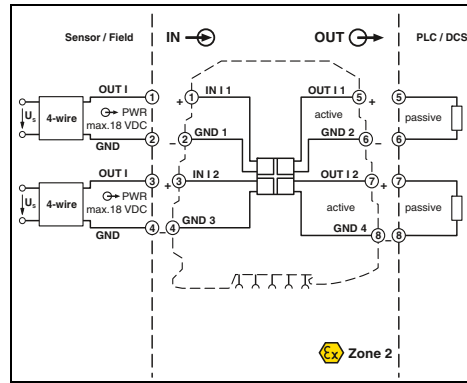 Sensor / Field IN OUT PLC / DCS
OUT I 1 1 IN I 1 OUT I 1 5 5
+ +
4-wire PWR active passive
Us max.18 VDC
GND 2 2 GND 1 GND 2 6 6
- -
OUT I 3 3 IN I 2 OUT I 2 7 7
+ +
4-wire PWR active passive
Us max.18 VDC
GND 4 4 GND 3 GND 4 8 8
- -
Ex Zone 2